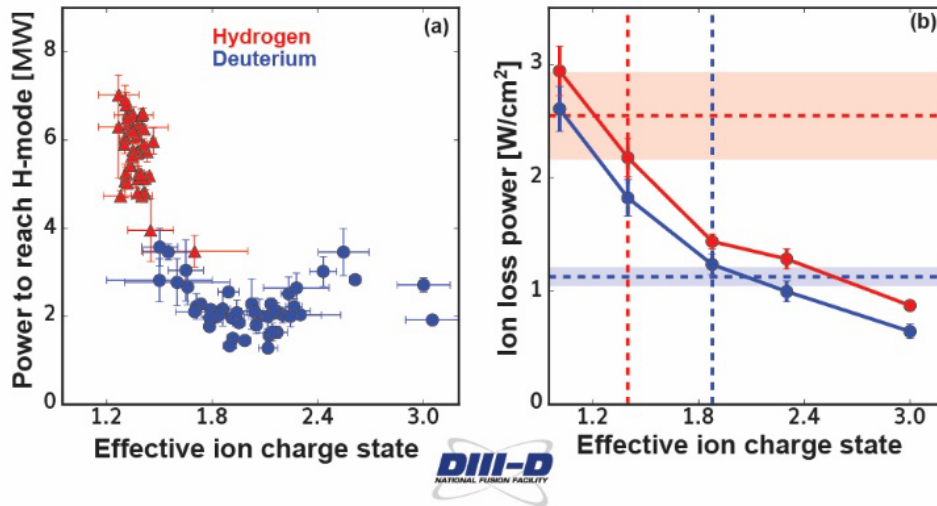 (a)
Hydrogen
Deuterium
Power to reach H-mode [MW]
8
6
4
2
0
1.2 1.8 2.4 3.0
Effective ion charge state
(b)
Ion loss power [W/cm²]
3
2
1
0
1.2 1.8 2.4 3.0
Effective ion charge state
DIII-D
NATIONAL FUSION FACILITY